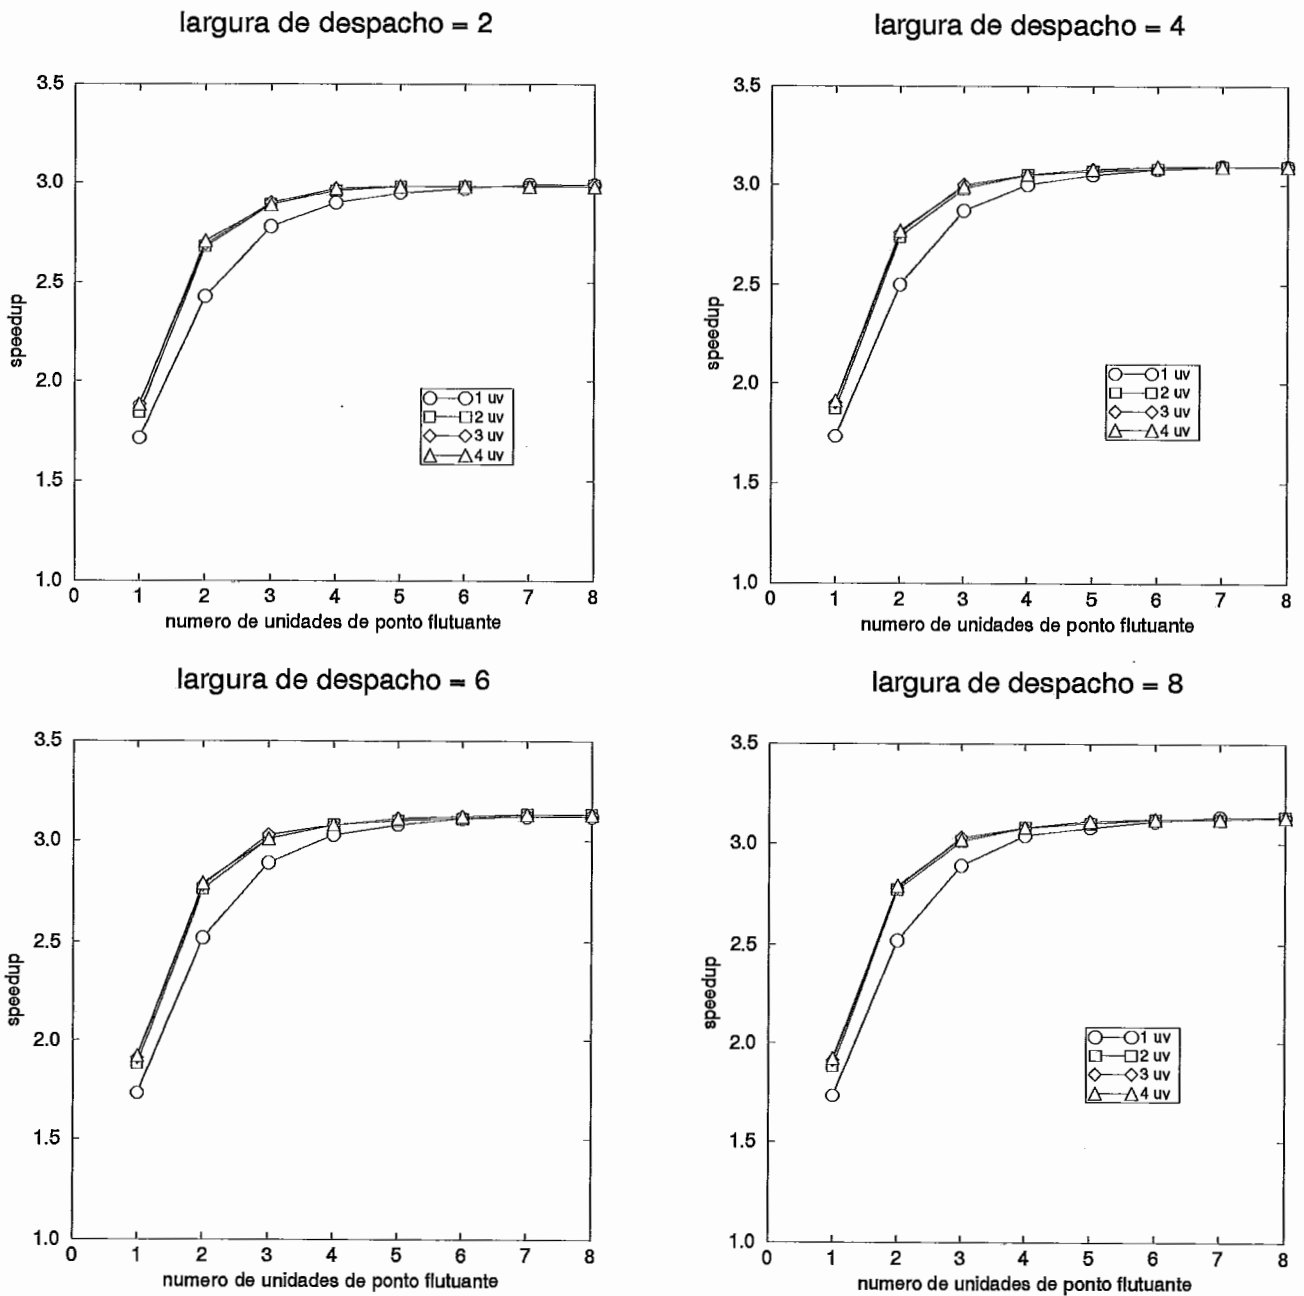 largura de despacho = 2
3.5
3.0
2.5
2.0
1.5
1.0
speedup
1 uv
2 uv
3 uv
4 uv
0 1 2 3 4 5 6 7 8
numero de unidades de ponto flutuante
largura de despacho = 4
3.5
3.0
2.5
2.0
1.5
1.0
speedup
1 uv
2 uv
3 uv
4 uv
0 1 2 3 4 5 6 7 8
numero de unidades de ponto flutuante
largura de despacho = 6
3.5
3.0
2.5
2.0
1.5
1.0
speedup
0 1 2 3 4 5 6 7 8
numero de unidades de ponto flutuante
largura de despacho = 8
3.5
3.0
2.5
2.0
1.5
1.0
speedup
1 uv
2 uv
3 uv
4 uv
0 1 2 3 4 5 6 7 8
numero de unidades de ponto flutuante